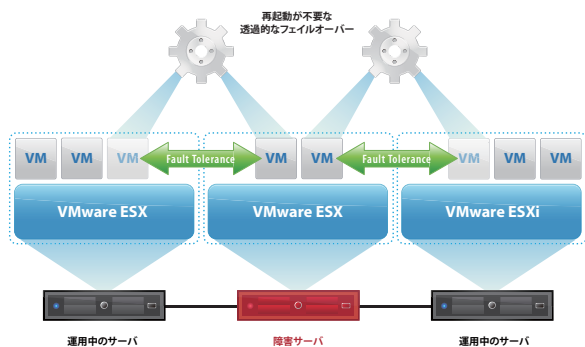 再起動が不要な
透過的なフェイルオーバー
VM VM VM Fault Tolerance VM VM Fault Tolerance VM VM VM
VMware ESX VMware ESX VMware ESXi
運用中のサーバ 障害サーバ 運用中のサーバ